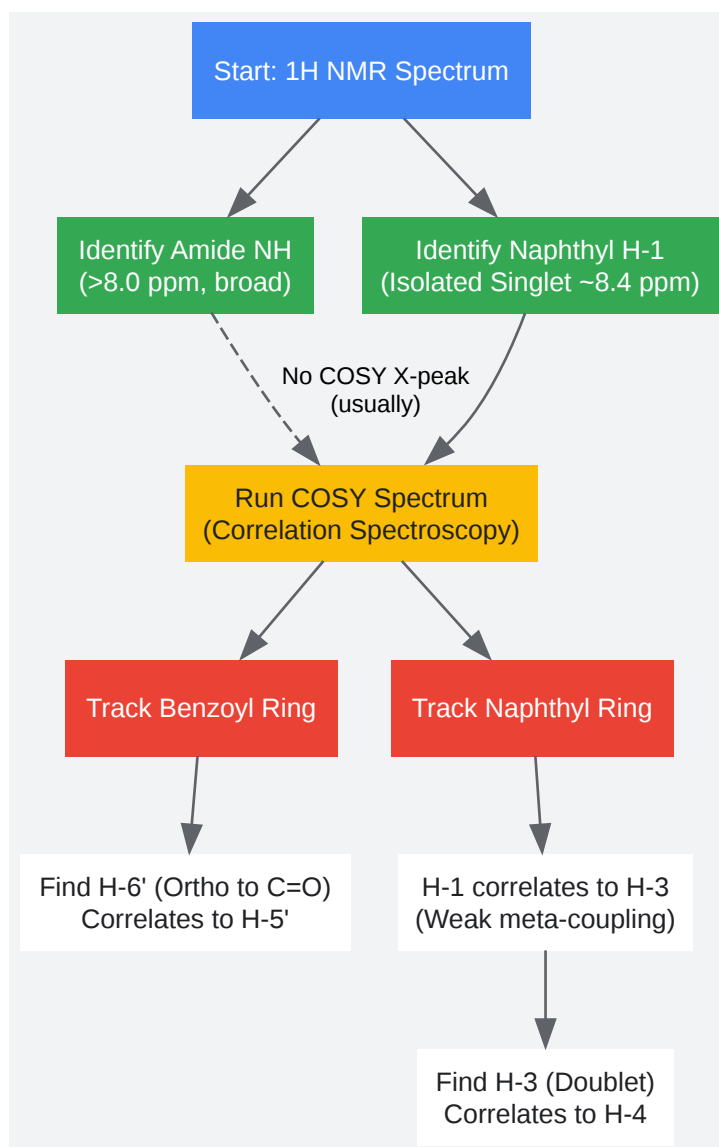 Start: 1H NMR Spectrum
Identify Amide NH
(>8.0 ppm, broad)
Identify Naphthyl H-1
(Isolated Singlet ~8.4 ppm)
No COSY X-peak
(usually)
Run COSY Spectrum
(Correlation Spectroscopy)
Track Benzoyl Ring
Track Naphthyl Ring
Find H-6' (Ortho to C=O)
Correlates to H-5'
H-1 correlates to H-3
(Weak meta-coupling)
Find H-3 (Doublet)
Correlates to H-4